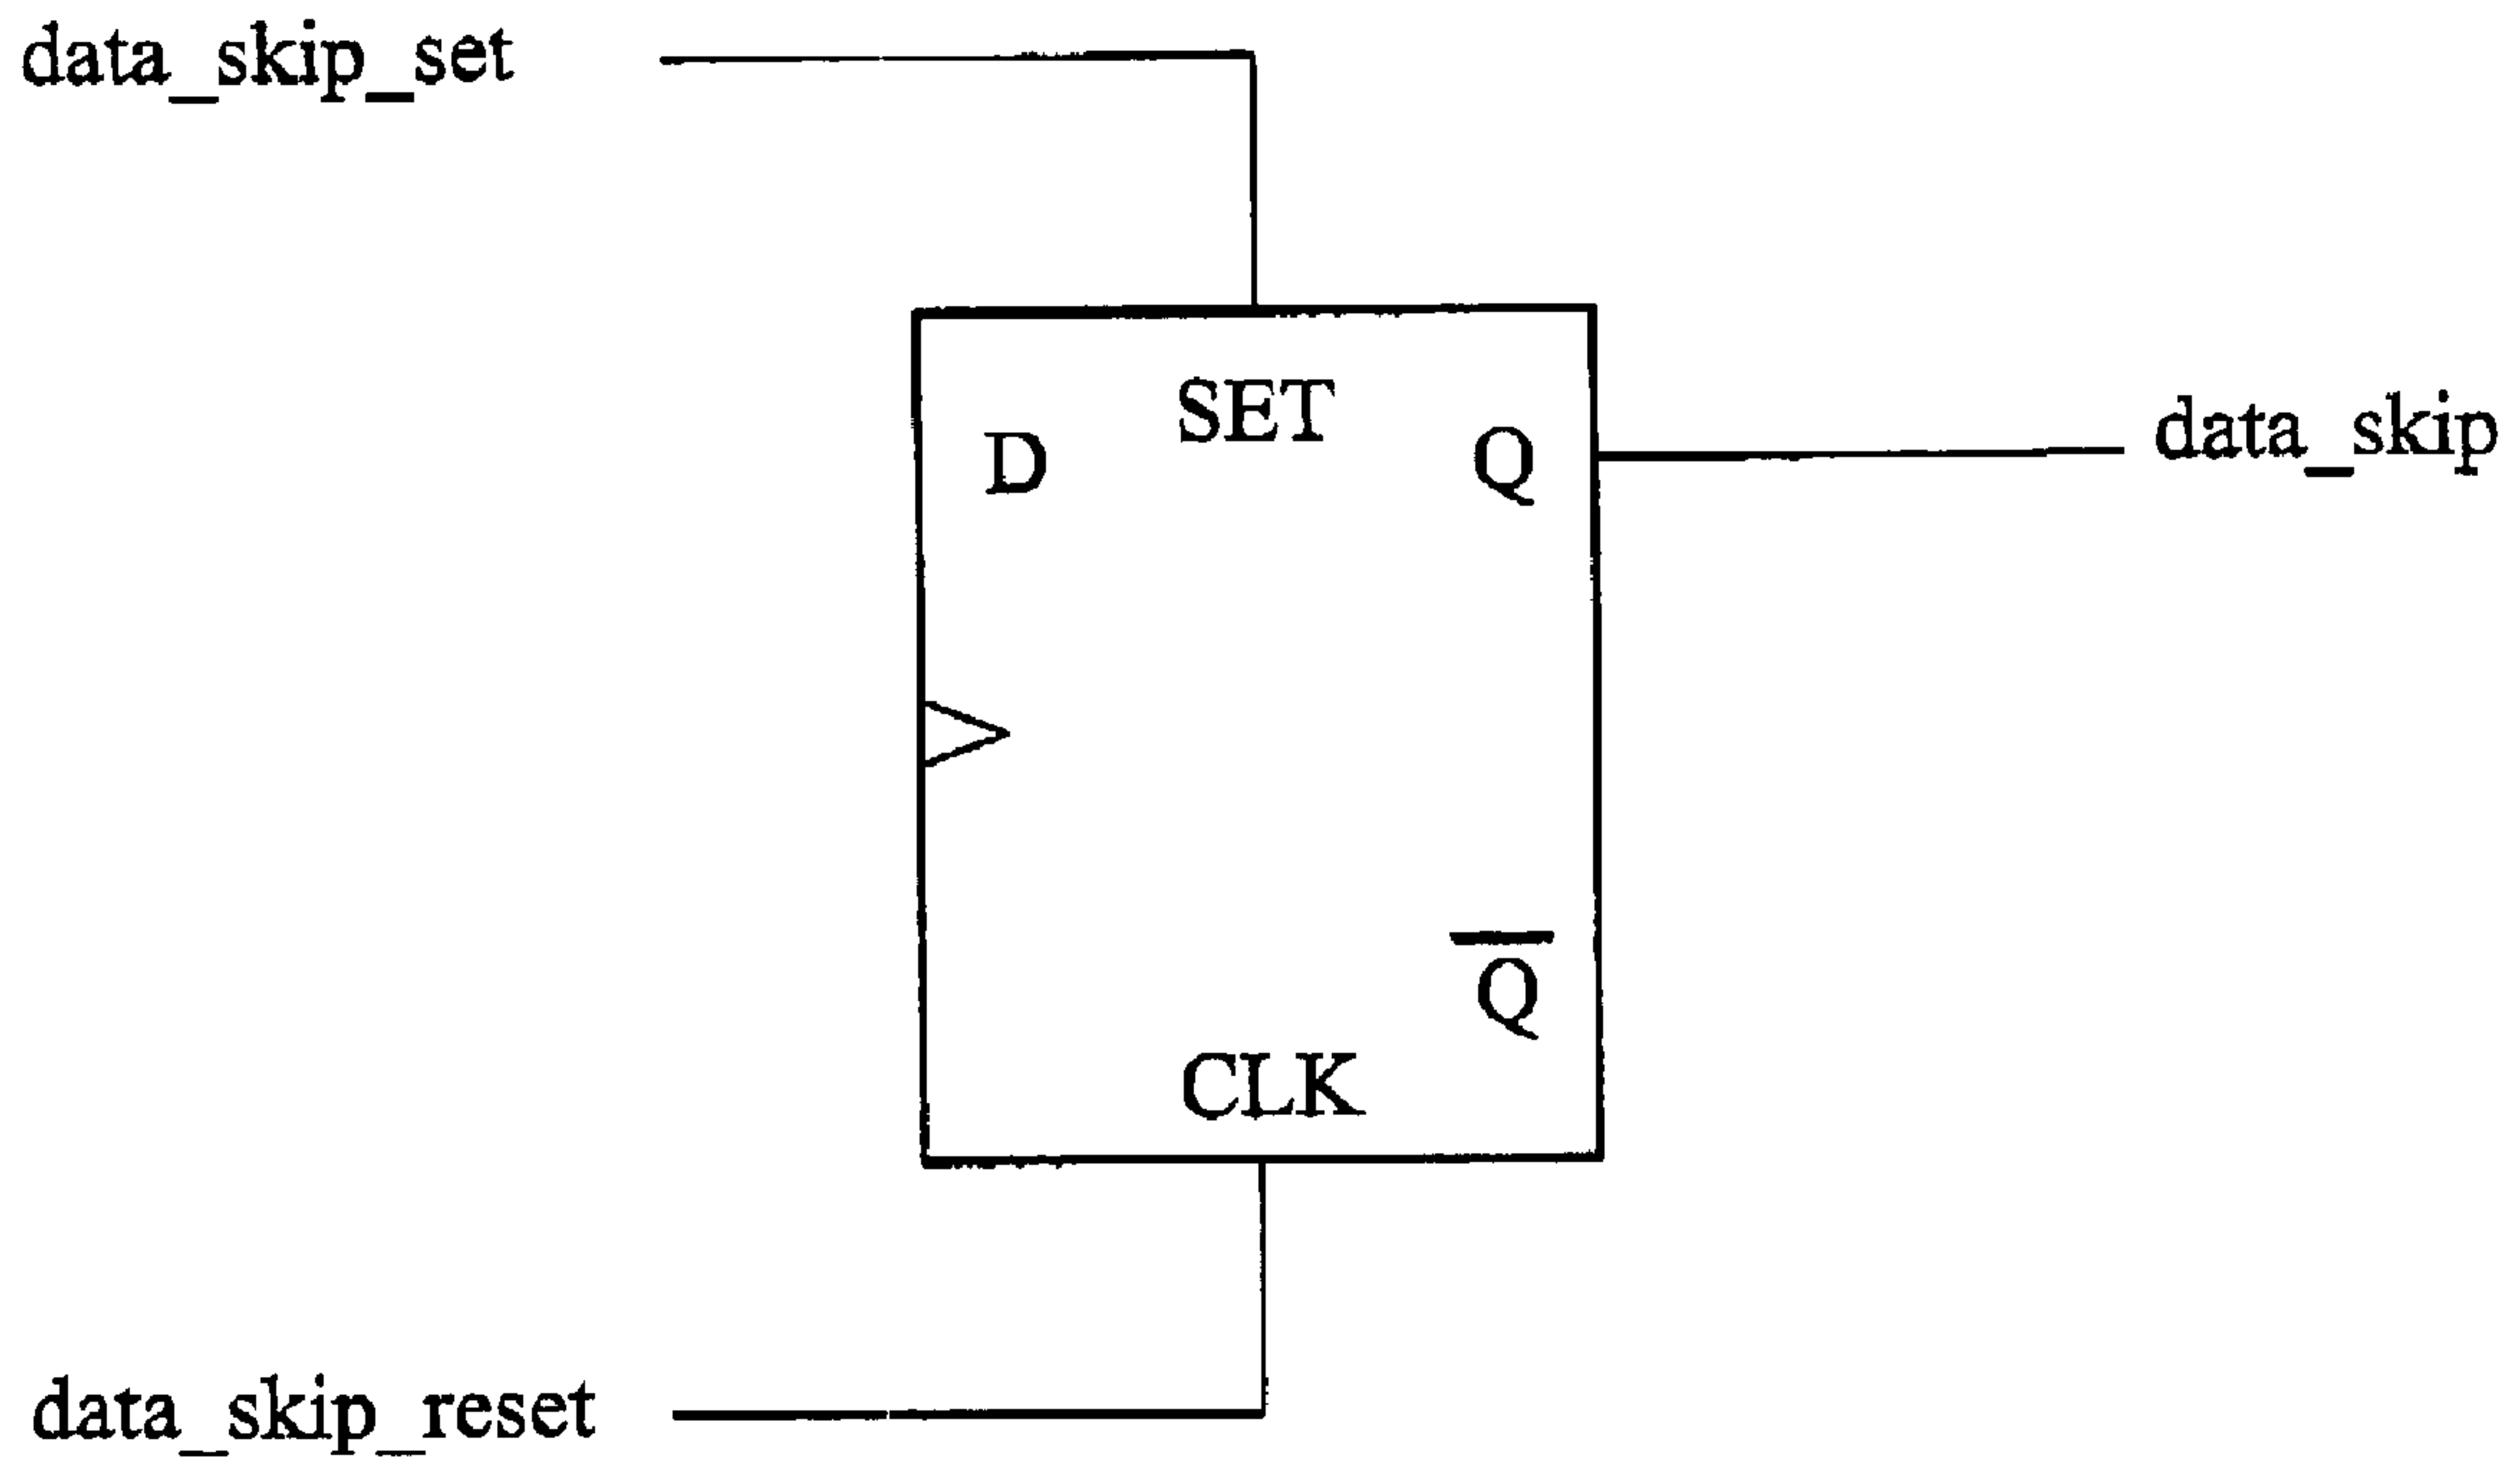 data_skip_set
SET
D
Q
data_skip
Q
CLK
data_skip_reset